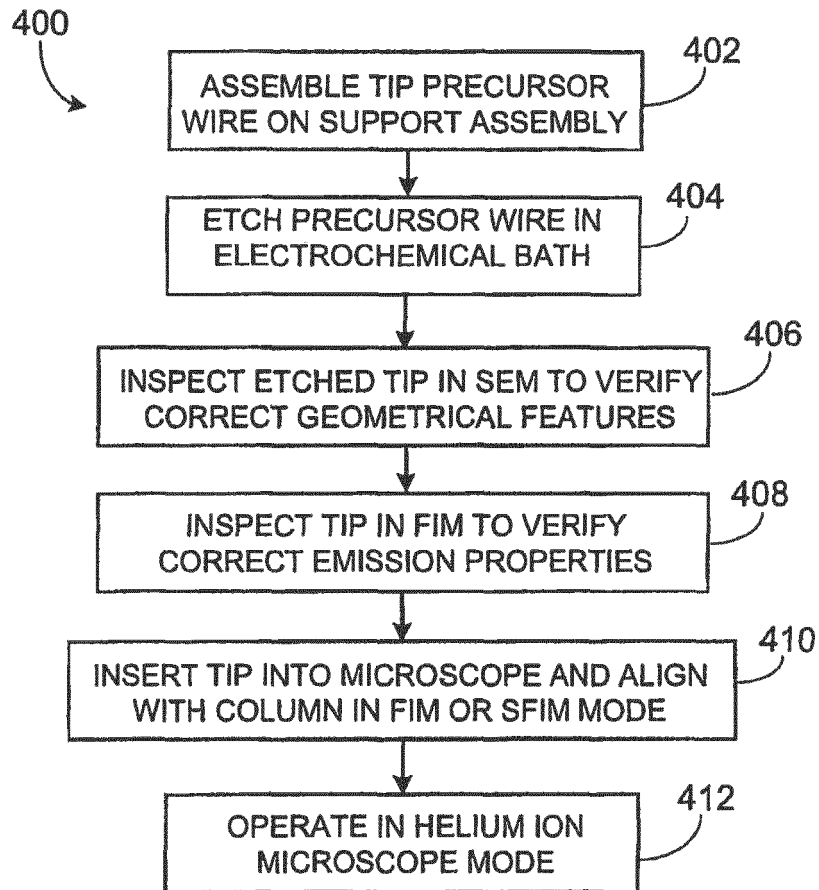 400
402
ASSEMBLE TIP PRECURSOR
WIRE ON SUPPORT ASSEMBLY
404
ETCH PRECURSOR WIRE IN
ELECTROCHEMICAL BATH
406
INSPECT ETCHED TIP IN SEM TO VERIFY
CORRECT GEOMETRICAL FEATURES
408
INSPECT TIP IN FIM TO VERIFY
CORRECT EMISSION PROPERTIES
410
INSERT TIP INTO MICROSCOPE AND ALIGN
WITH COLUMN IN FIM OR SFIM MODE
412
OPERATE IN HELIUM ION
MICROSCOPE MODE